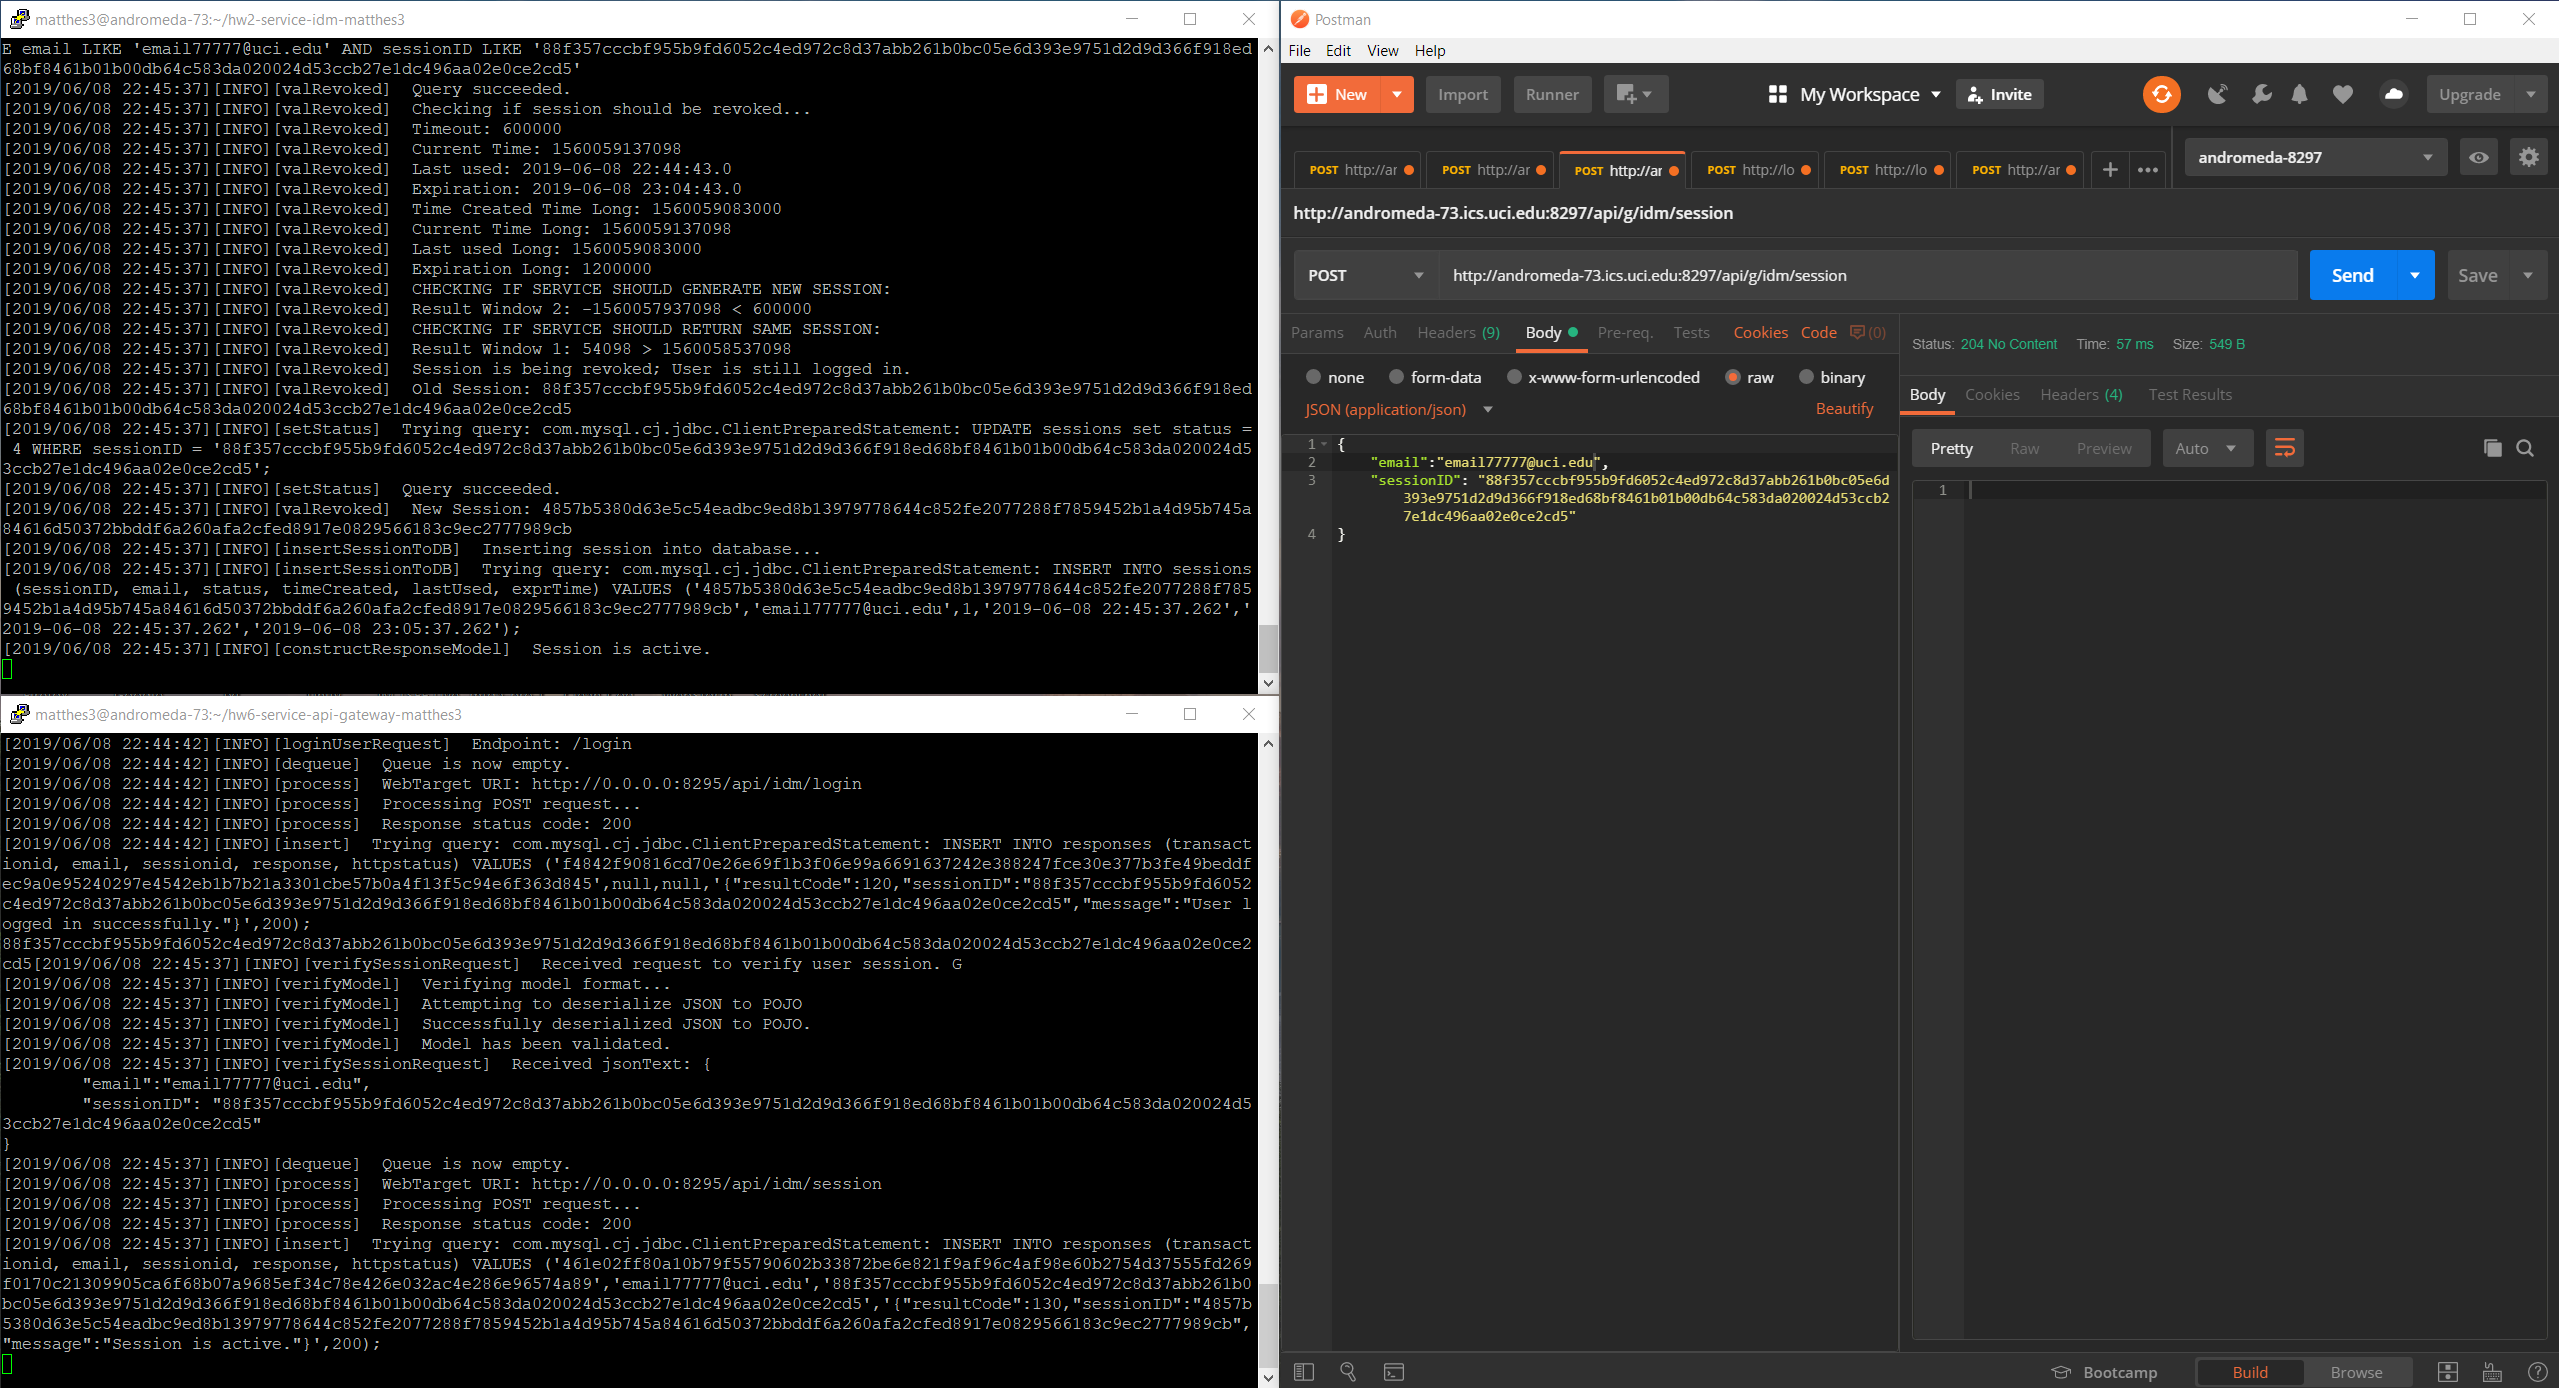 matthes3@andromeda-73:~/hw2-service-idm-matthes3
E email LIKE 'email77777@uci.edu' AND sessionID LIKE '88f357cccbf955b9fd6052c4ed972c8d37abb261b0bc05e6d393e9751d2d9d366f918ed
68bf8461b01b00db64c583da020024d53ccb27e1dc496aa02e0ce2cd5'
[2019/06/08 22:45:37][INFO][valRevoked]  Query succeeded.
[2019/06/08 22:45:37][INFO][valRevoked]  Checking if session should be revoked...
[2019/06/08 22:45:37][INFO][valRevoked]  Timeout: 600000
[2019/06/08 22:45:37][INFO][valRevoked]  Current Time: 1560059137098
[2019/06/08 22:45:37][INFO][valRevoked]  Last used: 2019-06-08 22:44:43.0
[2019/06/08 22:45:37][INFO][valRevoked]  Expiration: 2019-06-08 23:04:43.0
[2019/06/08 22:45:37][INFO][valRevoked]  Time Created Time Long: 1560059083000
[2019/06/08 22:45:37][INFO][valRevoked]  Current Time Long: 1560059137098
[2019/06/08 22:45:37][INFO][valRevoked]  Last used Long: 1560059083000
[2019/06/08 22:45:37][INFO][valRevoked]  Expiration Long: 1200000
[2019/06/08 22:45:37][INFO][valRevoked]  CHECKING IF SERVICE SHOULD GENERATE NEW SESSION:
[2019/06/08 22:45:37][INFO][valRevoked]  Result Window 2: -1560057937098 < 600000
[2019/06/08 22:45:37][INFO][valRevoked]  CHECKING IF SERVICE SHOULD RETURN SAME SESSION:
[2019/06/08 22:45:37][INFO][valRevoked]  Result Window 1: 54098 > 1560058537098
[2019/06/08 22:45:37][INFO][valRevoked]  Session is being revoked; User is still logged in.
[2019/06/08 22:45:37][INFO][valRevoked]  Old Session: 88f357cccbf955b9fd6052c4ed972c8d37abb261b0bc05e6d393e9751d2d9d366f918ed
68bf8461b01b00db64c583da020024d53ccb27e1dc496aa02e0ce2cd5
[2019/06/08 22:45:37][INFO][setStatus]  Trying query: com.mysql.cj.jdbc.ClientPreparedStatement: UPDATE sessions set status =
 4 WHERE sessionID = '88f357cccbf955b9fd6052c4ed972c8d37abb261b0bc05e6d393e9751d2d9d366f918ed68bf8461b01b00db64c583da020024d5
3ccb27e1dc496aa02e0ce2cd5';
[2019/06/08 22:45:37][INFO][setStatus]  Query succeeded.
[2019/06/08 22:45:37][INFO][valRevoked]  New Session: 4857b5380d63e5c54eadbc9ed8b13979778644c852fe2077288f7859452b1a4d95b745a
84616d50372bbddf6a260afa2cfed8917e0829566183c9ec2777989cb
[2019/06/08 22:45:37][INFO][insertSessionToDB]  Inserting session into database...
[2019/06/08 22:45:37][INFO][insertSessionToDB]  Trying query: com.mysql.cj.jdbc.ClientPreparedStatement: INSERT INTO sessions
 (sessionID, email, status, timeCreated, lastUsed, exprTime) VALUES ('4857b5380d63e5c54eadbc9ed8b13979778644c852fe2077288f785
9452b1a4d95b745a84616d50372bbddf6a260afa2cfed8917e0829566183c9ec2777989cb','email77777@uci.edu',1,'2019-06-08 22:45:37.262','
2019-06-08 22:45:37.262','2019-06-08 23:05:37.262');
[2019/06/08 22:45:37][INFO][constructResponseModel]  Session is active.
matthes3@andromeda-73:~/hw6-service-api-gateway-matthes3
[2019/06/08 22:44:42][INFO][loginUserRequest]  Endpoint: /login
[2019/06/08 22:44:42][INFO][dequeue]  Queue is now empty.
[2019/06/08 22:44:42][INFO][process]  WebTarget URI: http://0.0.0.0:8295/api/idm/login
[2019/06/08 22:44:42][INFO][process]  Processing POST request...
[2019/06/08 22:44:42][INFO][process]  Response status code: 200
[2019/06/08 22:44:42][INFO][insert]  Trying query: com.mysql.cj.jdbc.ClientPreparedStatement: INSERT INTO responses (transact
ionid, email, sessionid, response, httpstatus) VALUES ('f4842f90816cd70e26e69f1b3f06e99a6691637242e388247fce30e377b3fe49beddf
ec9a0e95240297e4542eb1b7b21a3301cbe57b0a4f13f5c94e6f363d845',null,null,'{"resultCode":120,"sessionID":"88f357cccbf955b9fd6052
c4ed972c8d37abb261b0bc05e6d393e9751d2d9d366f918ed68bf8461b01b00db64c583da020024d53ccb27e1dc496aa02e0ce2cd5","message":"User l
ogged in successfully."}',200);
88f357cccbf955b9fd6052c4ed972c8d37abb261b0bc05e6d393e9751d2d9d366f918ed68bf8461b01b00db64c583da020024d53ccb27e1dc496aa02e0ce2
cd5[2019/06/08 22:45:37][INFO][verifySessionRequest]  Received request to verify user session. G
[2019/06/08 22:45:37][INFO][verifyModel]  Verifying model format...
[2019/06/08 22:45:37][INFO][verifyModel]  Attempting to deserialize JSON to POJO
[2019/06/08 22:45:37][INFO][verifyModel]  Successfully deserialized JSON to POJO.
[2019/06/08 22:45:37][INFO][verifyModel]  Model has been validated.
[2019/06/08 22:45:37][INFO][verifySessionRequest]  Received jsonText: {
        "email":"email77777@uci.edu",
        "sessionID": "88f357cccbf955b9fd6052c4ed972c8d37abb261b0bc05e6d393e9751d2d9d366f918ed68bf8461b01b00db64c583da020024d5
3ccb27e1dc496aa02e0ce2cd5"
}
[2019/06/08 22:45:37][INFO][dequeue]  Queue is now empty.
[2019/06/08 22:45:37][INFO][process]  WebTarget URI: http://0.0.0.0:8295/api/idm/session
[2019/06/08 22:45:37][INFO][process]  Processing POST request...
[2019/06/08 22:45:37][INFO][process]  Response status code: 200
[2019/06/08 22:45:37][INFO][insert]  Trying query: com.mysql.cj.jdbc.ClientPreparedStatement: INSERT INTO responses (transact
ionid, email, sessionid, response, httpstatus) VALUES ('461e02ff80a10b79f55790602b33872be6e821f9af96c4af98e60b2754d37555fd269
f0170c21309905ca6f68b07a9685ef34c78e426e032ac4e286e96574a89','email77777@uci.edu','88f357cccbf955b9fd6052c4ed972c8d37abb261b0
bc05e6d393e9751d2d9d366f918ed68bf8461b01b00db64c583da020024d53ccb27e1dc496aa02e0ce2cd5','{"resultCode":130,"sessionID":"4857b
5380d63e5c54eadbc9ed8b13979778644c852fe2077288f7859452b1a4d95b745a84616d50372bbddf6a260afa2cfed8917e0829566183c9ec2777989cb",
"message":"Session is active."}',200);
Postman
File Edit View Help
New Import Runner My Workspace Invite Upgrade
POST http://ar POST http://ar POST http://ar POST http://lo POST http://lo POST http://ar andromeda-8297
http://andromeda-73.ics.uci.edu:8297/api/g/idm/session
POST http://andromeda-73.ics.uci.edu:8297/api/g/idm/session Send Save
Params Auth Headers (9) Body Pre-req. Tests Cookies Code (0)
none form-data x-www-form-urlencoded raw binary
JSON (application/json) Beautify
1 {
2 "email":"email77777@uci.edu",
3 "sessionID": "88f357cccbf955b9fd6052c4ed972c8d37abb261b0bc05e6d
393e9751d2d9d366f918ed68bf8461b01b00db64c583da020024d53ccb2
7e1dc496aa02e0ce2cd5"
4 }
Status: 204 No Content Time: 57 ms Size: 549 B
Body Cookies Headers (4) Test Results
Pretty Raw Preview Auto
1
Bootcamp Build Browse